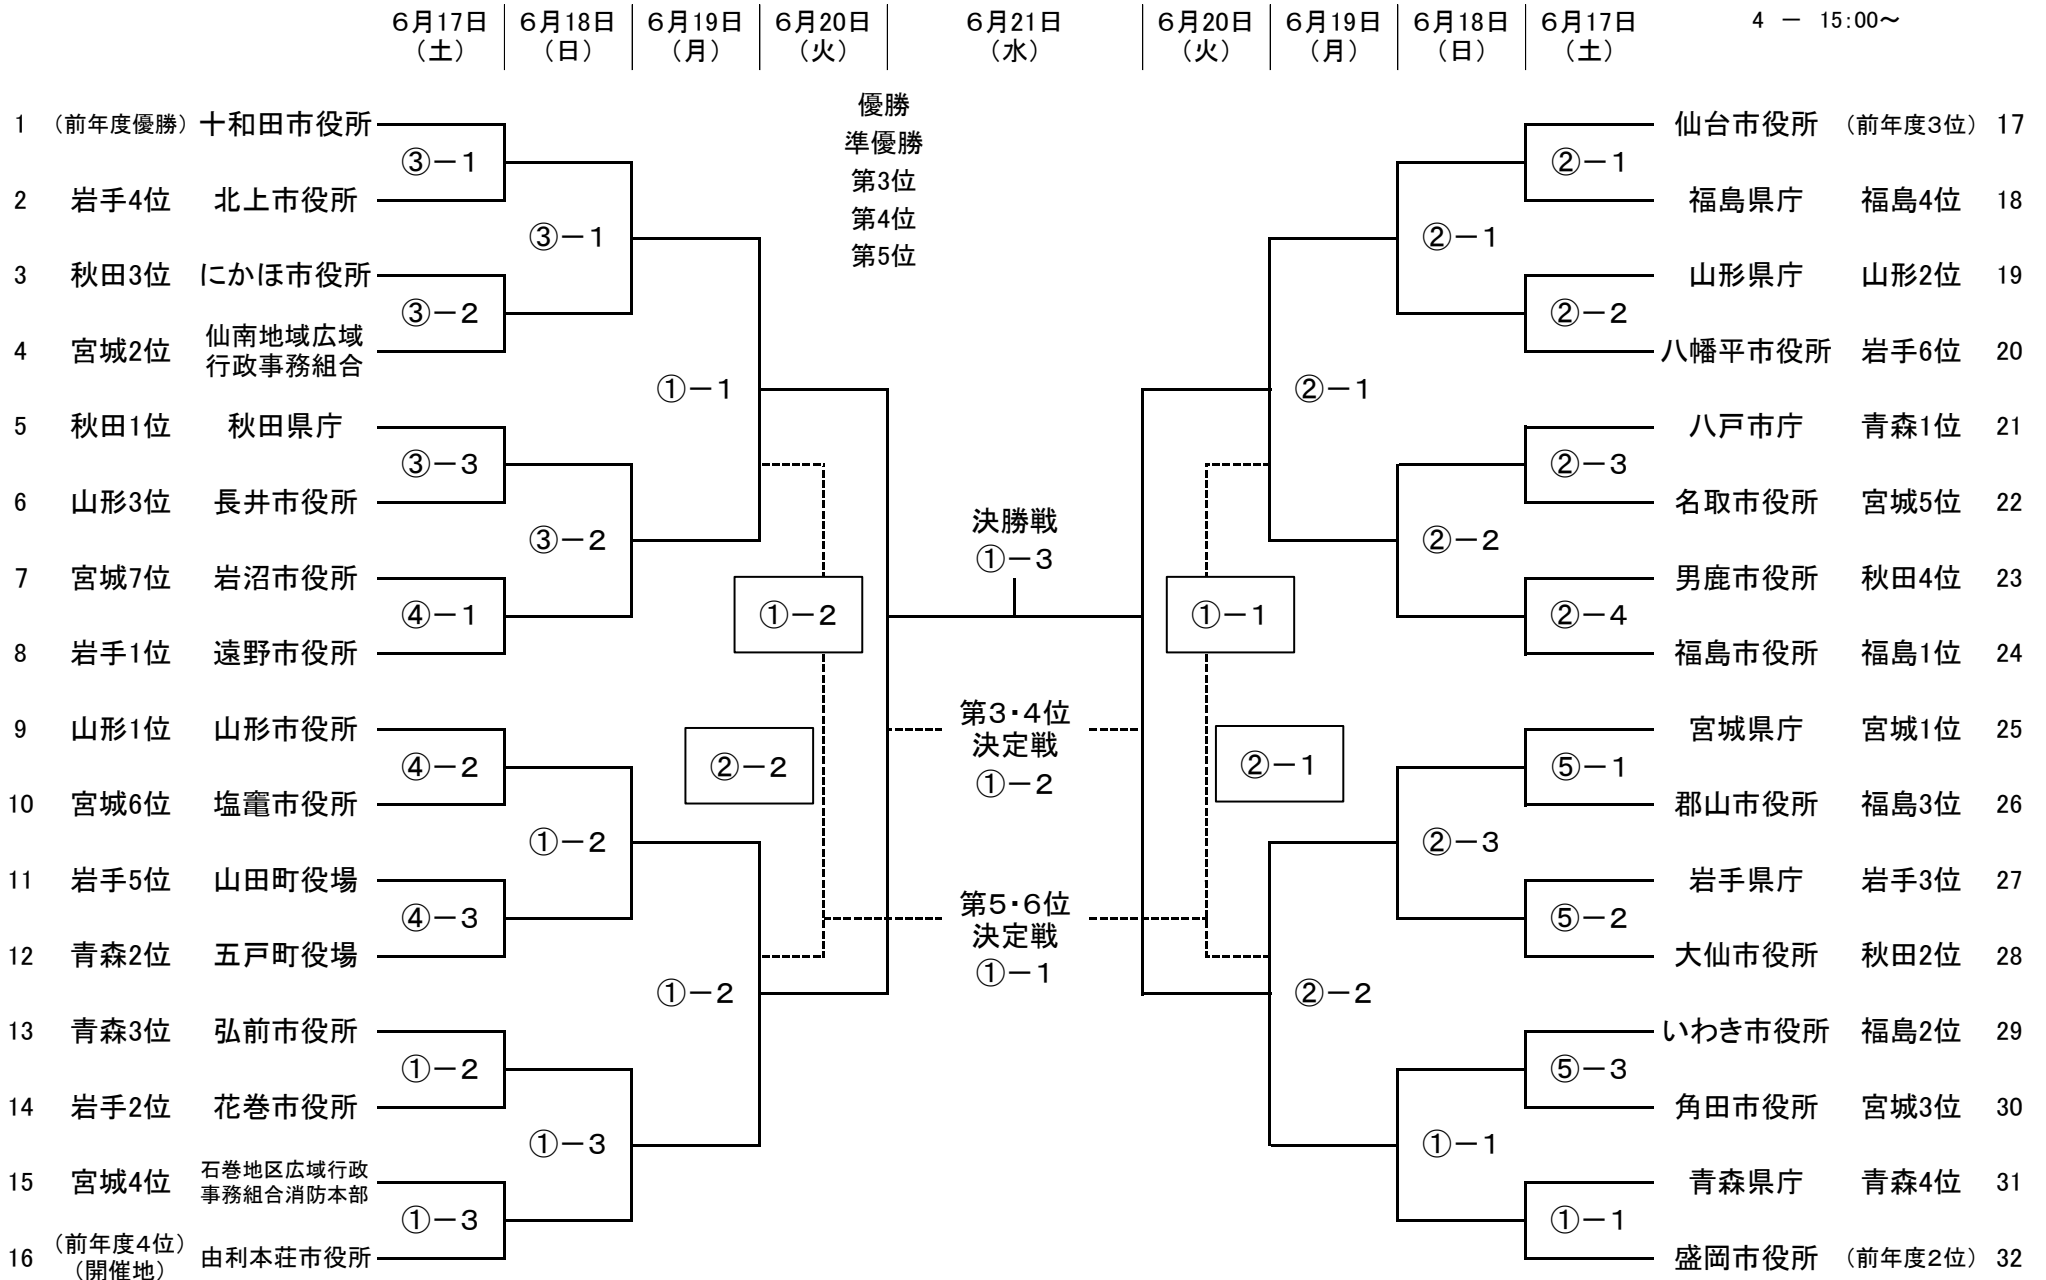 6月17日 6月18日 6月19日 6月20日 6月21日 6月20日 6月19日 6月18日 6月17日 4 － 15:00～
（土） （日） （月） （火） （水） （火） （月） （日） （土）
優勝
準優勝
第3位
第4位
第5位
1 （前年度優勝） 十和田市役所
③－1
2 岩手4位 北上市役所
③－1
3 秋田3位 にかほ市役所
③－2
4 宮城2位 仙南地域広域
行政事務組合
①－1
5 秋田1位 秋田県庁
③－3
6 山形3位 長井市役所
③－2
7 宮城7位 岩沼市役所
④－1
8 岩手1位 遠野市役所
①－2
9 山形1位 山形市役所
④－2
②－2
10 宮城6位 塩竈市役所
①－2
11 岩手5位 山田町役場
④－3
12 青森2位 五戸町役場
①－2
13 青森3位 弘前市役所
①－2
14 岩手2位 花巻市役所
①－3
15 宮城4位 石巻地区広域行政
事務組合消防本部
①－3
16 （前年度4位）
（開催地） 由利本荘市役所
決勝戦
①－3
第3・4位
決定戦
①－2
第5・6位
決定戦
①－1
仙台市役所 （前年度3位） 17
②－1
福島県庁 福島4位 18
②－1
山形県庁 山形2位 19
②－2
八幡平市役所 岩手6位 20
②－1
八戸市庁 青森1位 21
②－3
名取市役所 宮城5位 22
②－2
男鹿市役所 秋田4位 23
②－4
福島市役所 福島1位 24
①－1
宮城県庁 宮城1位 25
⑤－1
②－1
郡山市役所 福島3位 26
②－3
岩手県庁 岩手3位 27
⑤－2
大仙市役所 秋田2位 28
②－2
いわき市役所 福島2位 29
⑤－3
角田市役所 宮城3位 30
①－1
青森県庁 青森4位 31
①－1
盛岡市役所 （前年度2位） 32